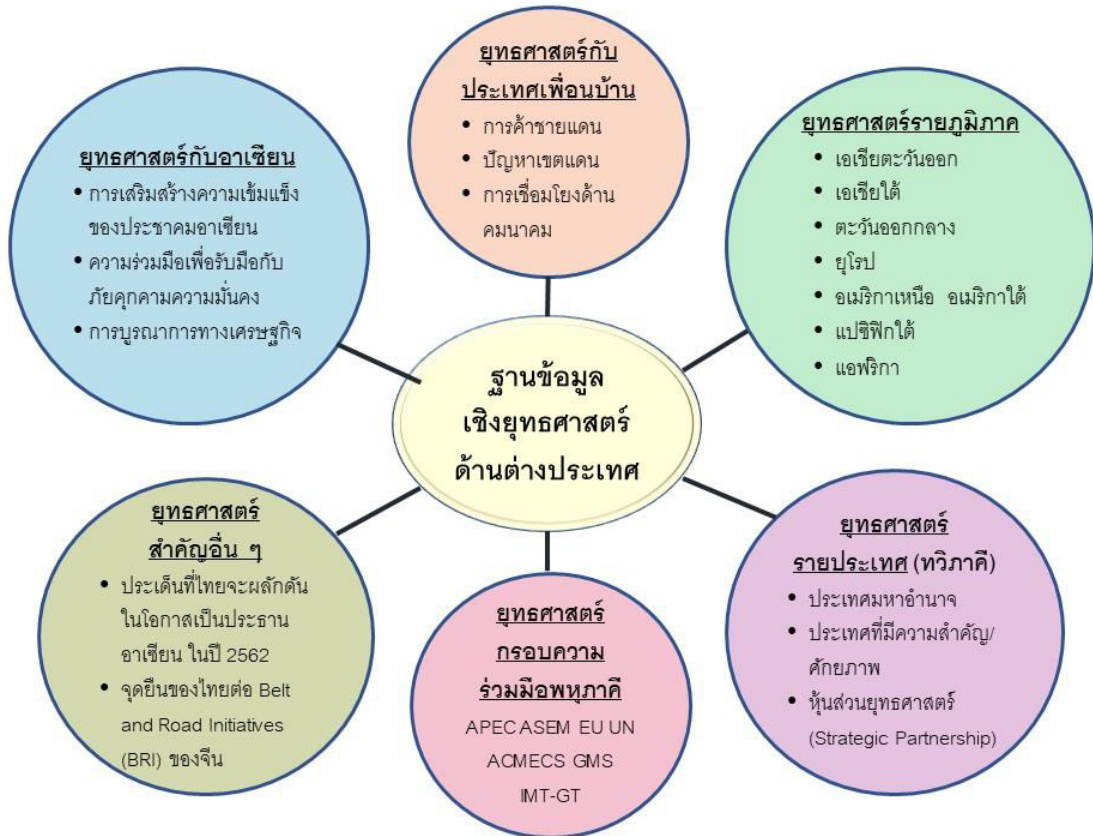 ยุทธศาสตร์กับ
ประเทศเพื่อนบ้าน
• การค้าชายแดน
• ปัญหาเขตแดน
• การเชื่อมโยงด้าน
คมนาคม
ยุทธศาสตร์กับอาเซียน
• การเสริมสร้างความเข้มแข็ง
ของประชาคมอาเซียน
• ความร่วมมือเพื่อรับมือกับ
ภัยคุกคามความมั่นคง
• การบูรณาการทางเศรษฐกิจ
ยุทธศาสตร์รายภูมิภาค
• เอเชียตะวันออก
• เอเชียใต้
• ตะวันออกกลาง
• ยุโรป
• อเมริกาเหนือ อเมริกาใต้
• แปซิฟิกใต้
• แอฟริกา
ฐานข้อมูล
เชิงยุทธศาสตร์
ด้านต่างประเทศ
ยุทธศาสตร์
สำคัญอื่น ๆ
• ประเด็นที่ไทยจะผลักดัน
ในโอกาสเป็นประธาน
อาเซียน ในปี 2562
• จุดยืนของไทยต่อ Belt
and Road Initiatives
(BRI) ของจีน
ยุทธศาสตร์
กรอบความ
ร่วมมือพหุภาคี
APEC ASEM EU UN
ACMECS GMS
IMT-GT
ยุทธศาสตร์
รายประเทศ (ทวิภาคี)
• ประเทศมหาอำนาจ
• ประเทศที่มีความสำคัญ/
ศักยภาพ
• หุ้นส่วนยุทธศาสตร์
(Strategic Partnership)